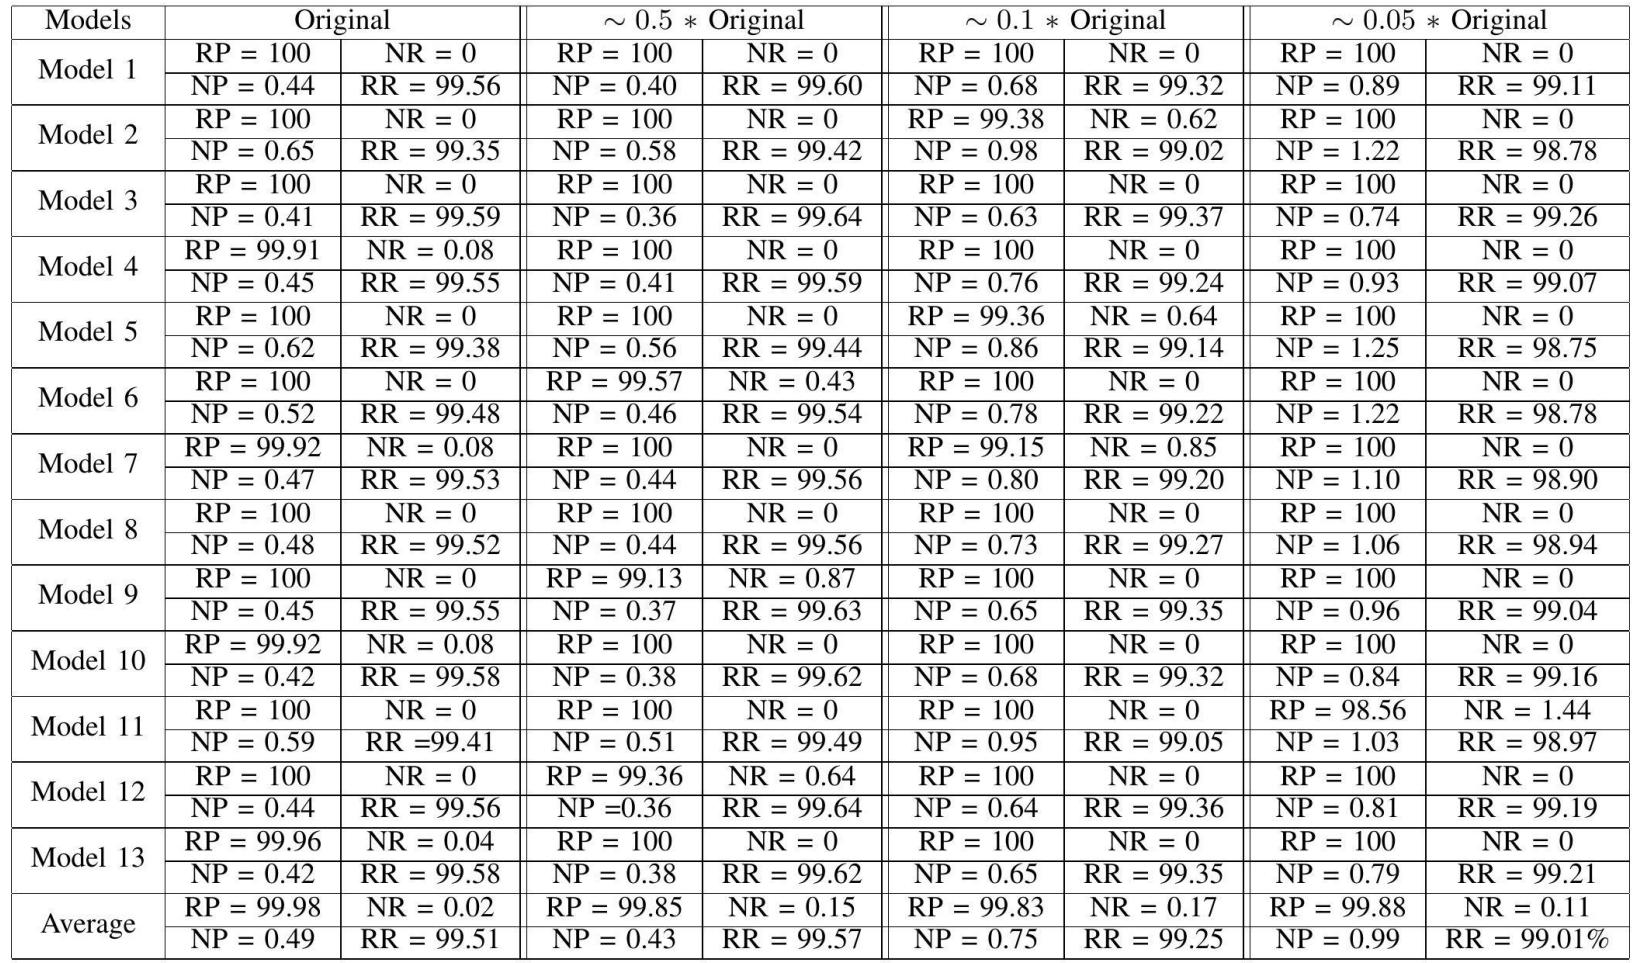 Models Original ∼ 0.5 ∗ Original ∼ 0.1 ∗ Original ∼ 0.05 ∗ Original
Model 1
RP = 100 NR = 0 RP = 100 NR = 0 RP = 100 NR = 0 RP = 100 NR = 0
NP = 0.44 RR = 99.56 NP = 0.40 RR = 99.60 NP = 0.68 RR = 99.32 NP = 0.89 RR = 99.11
Model 2
RP = 100 NR = 0 RP = 100 NR = 0 RP = 99.38 NR = 0.62 RP = 100 NR = 0
NP = 0.65 RR = 99.35 NP = 0.58 RR = 99.42 NP = 0.98 RR = 99.02 NP = 1.22 RR = 98.78
Model 3
RP = 100 NR = 0 RP = 100 NR = 0 RP = 100 NR = 0 RP = 100 NR = 0
NP = 0.41 RR = 99.59 NP = 0.36 RR = 99.64 NP = 0.63 RR = 99.37 NP = 0.74 RR = 99.26
Model 4
RP = 99.91 NR = 0.08 RP = 100 NR = 0 RP = 100 NR = 0 RP = 100 NR = 0
NP = 0.45 RR = 99.55 NP = 0.41 RR = 99.59 NP = 0.76 RR = 99.24 NP = 0.93 RR = 99.07
Model 5
RP = 100 NR = 0 RP = 100 NR = 0 RP = 99.36 NR = 0.64 RP = 100 NR = 0
NP = 0.62 RR = 99.38 NP = 0.56 RR = 99.44 NP = 0.86 RR = 99.14 NP = 1.25 RR = 98.75
Model 6
RP = 100 NR = 0 RP = 99.57 NR = 0.43 RP = 100 NR = 0 RP = 100 NR = 0
NP = 0.52 RR = 99.48 NP = 0.46 RR = 99.54 NP = 0.78 RR = 99.22 NP = 1.22 RR = 98.78
Model 7
RP = 99.92 NR = 0.08 RP = 100 NR = 0 RP = 99.15 NR = 0.85 RP = 100 NR = 0
NP = 0.47 RR = 99.53 NP = 0.44 RR = 99.56 NP = 0.80 RR = 99.20 NP = 1.10 RR = 98.90
Model 8
RP = 100 NR = 0 RP = 100 NR = 0 RP = 100 NR = 0 RP = 100 NR = 0
NP = 0.48 RR = 99.52 NP = 0.44 RR = 99.56 NP = 0.73 RR = 99.27 NP = 1.06 RR = 98.94
Model 9
RP = 100 NR = 0 RP = 99.13 NR = 0.87 RP = 100 NR = 0 RP = 100 NR = 0
NP = 0.45 RR = 99.55 NP = 0.37 RR = 99.63 NP = 0.65 RR = 99.35 NP = 0.96 RR = 99.04
Model 10
RP = 99.92 NR = 0.08 RP = 100 NR = 0 RP = 100 NR = 0 RP = 100 NR = 0
NP = 0.42 RR = 99.58 NP = 0.38 RR = 99.62 NP = 0.68 RR = 99.32 NP = 0.84 RR = 99.16
Model 11
RP = 100 NR = 0 RP = 100 NR = 0 RP = 100 NR = 0 RP = 98.56 NR = 1.44
NP = 0.59 RR =99.41 NP = 0.51 RR = 99.49 NP = 0.95 RR = 99.05 NP = 1.03 RR = 98.97
Model 12
RP = 100 NR = 0 RP = 99.36 NR = 0.64 RP = 100 NR = 0 RP = 100 NR = 0
NP = 0.44 RR = 99.56 NP =0.36 RR = 99.64 NP = 0.64 RR = 99.36 NP = 0.81 RR = 99.19
Model 13
RP = 99.96 NR = 0.04 RP = 100 NR = 0 RP = 100 NR = 0 RP = 100 NR = 0
NP = 0.42 RR = 99.58 NP = 0.38 RR = 99.62 NP = 0.65 RR = 99.35 NP = 0.79 RR = 99.21
Average
RP = 99.98 NR = 0.02 RP = 99.85 NR = 0.15 RP = 99.83 NR = 0.17 RP = 99.88 NR = 0.11
NP = 0.49 RR = 99.51 NP = 0.43 RR = 99.57 NP = 0.75 RR = 99.25 NP = 0.99 RR = 99.01%